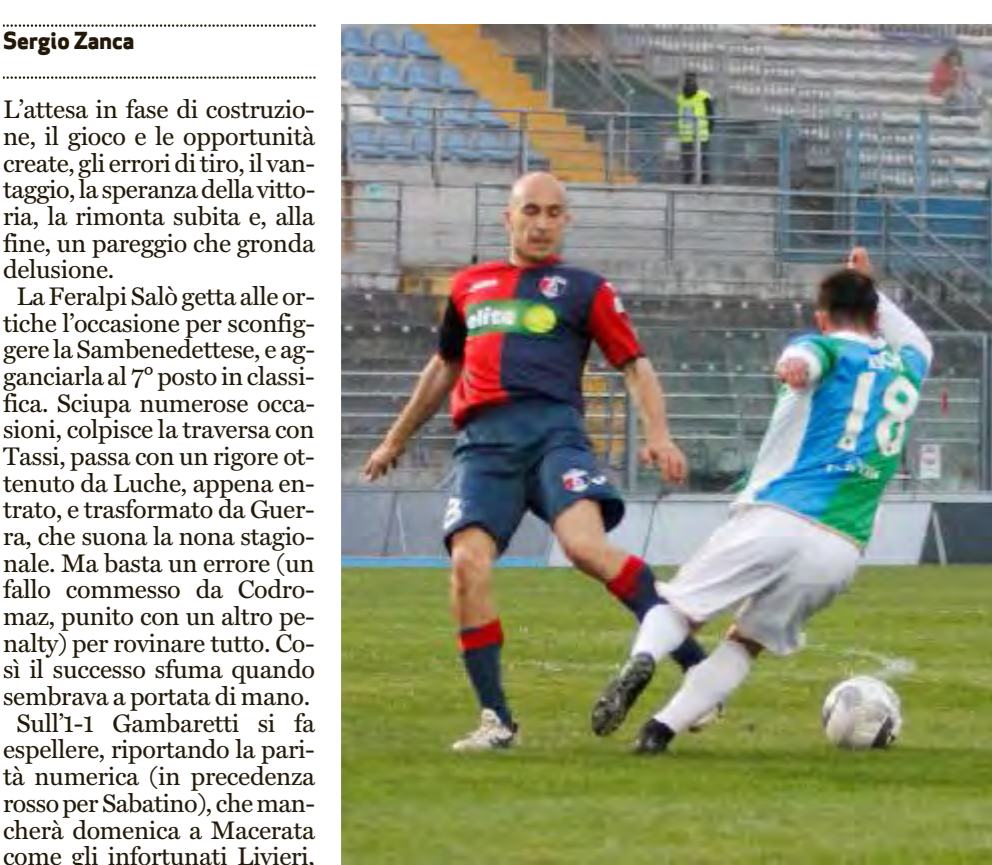 Sergio Zanca
L'attesa in fase di costruzio-
ne, il gioco e le opportunità
create, gli errori di tiro, il van-
taggio, la speranza della vitto-
ria, la rimonta subita e, alla
fine, un pareggio che gronda
delusione.
La Feralpi Salò getta alle or-
tiche l'occasione per sconfig-
gere la Sambenedettese, e ag-
ganciarla al 7° posto in classi-
fica. Sciupa numerose occa-
sioni, colpisce la traversa con
Tassi, passa con un rigore ot-
tenuto da Luche, appena en-
trato, e trasformato da Guer-
ra, che suona la nona stagio-
nale. Ma basta un errore (un
fallo commesso da Codro-
maz, punito con un altro pe-
nalty) per rovinare tutto. Co-
sì il successo sfuma quando
sembrava a portata di mano.
Sull'1-1 Gambaretti si fa
espellere, riportando la pari-
tà numerica (in precedenza
rosso per Sabatino), che man-
cherà domenica a Macerata
come gli infortunati Livieri,
elite
18